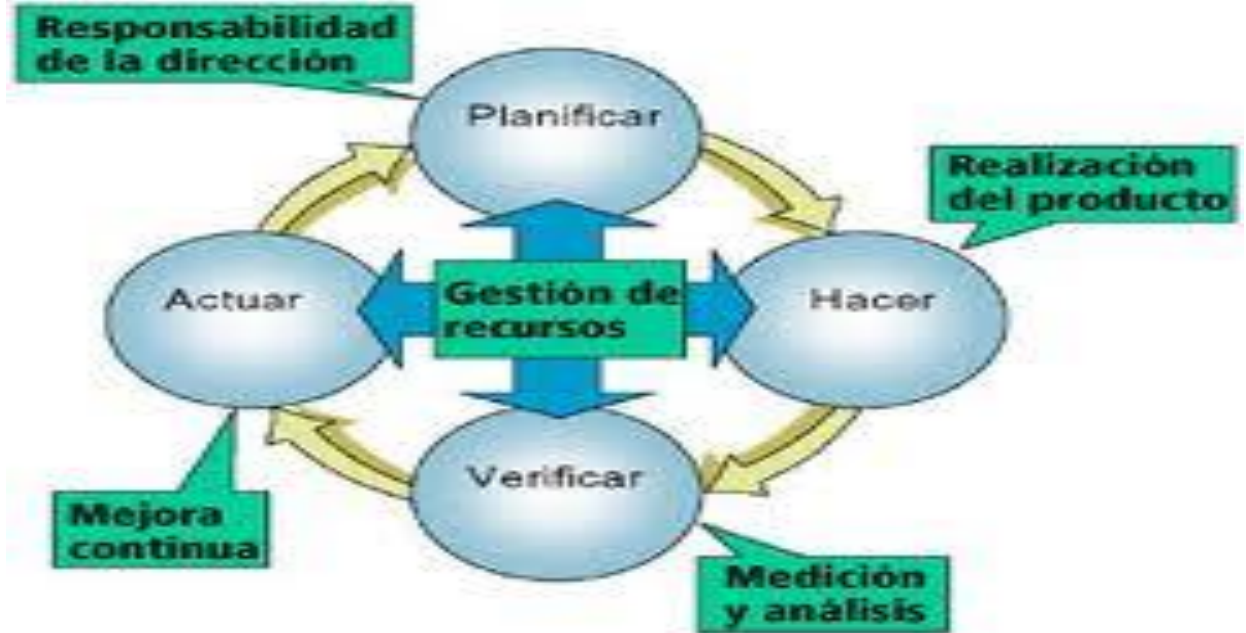 Responsabilidad
de la dirección
Planificar
Realización
del producto
Actuar
Gestión de
recursos
Hacer
Verificar
Mejora
continua
Medición
y análisis